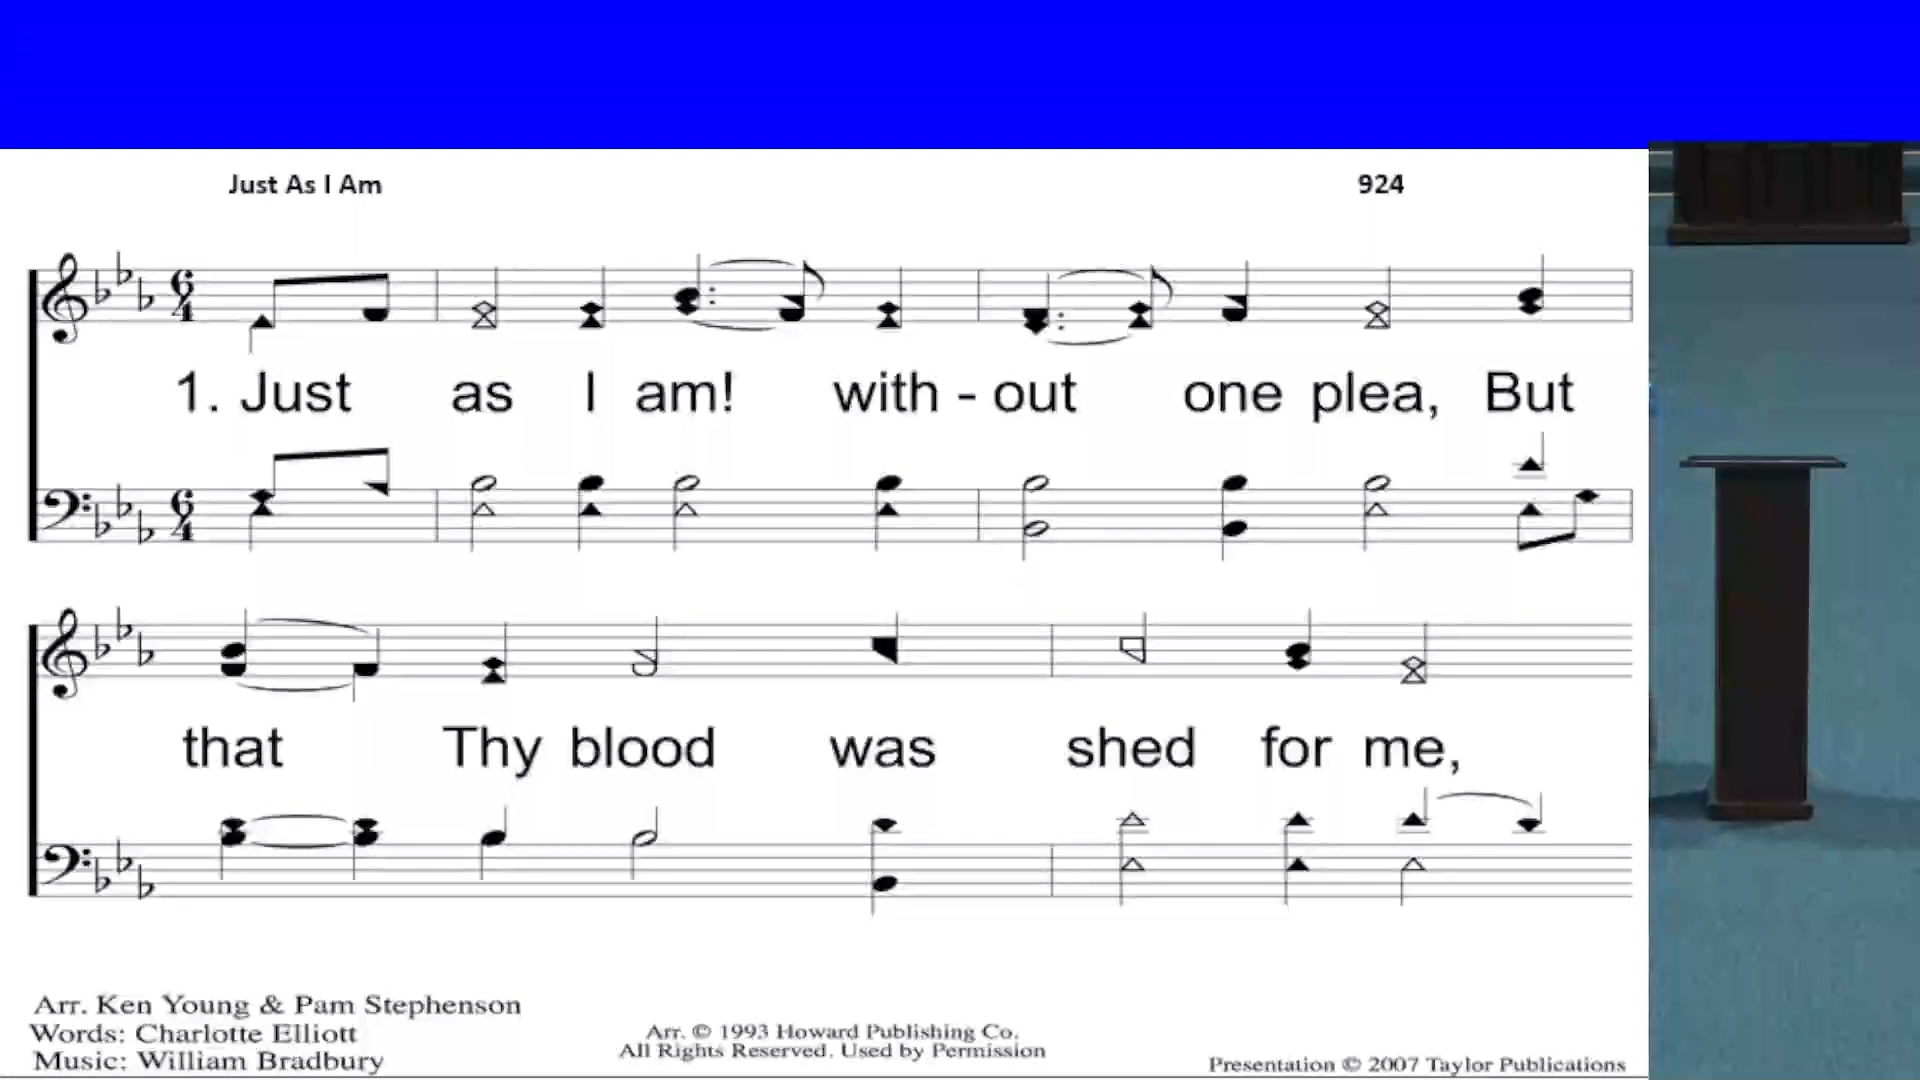 Just As I Am 924
1. Just as I am! with - out one plea, But
that Thy blood was shed for me,
Arr. Ken Young & Pam Stephenson
Words: Charlotte Elliott
Music: William Bradbury
Arr. © 1993 Howard Publishing Co.
All Rights Reserved. Used by Permission
Presentation © 2007 Taylor Publications